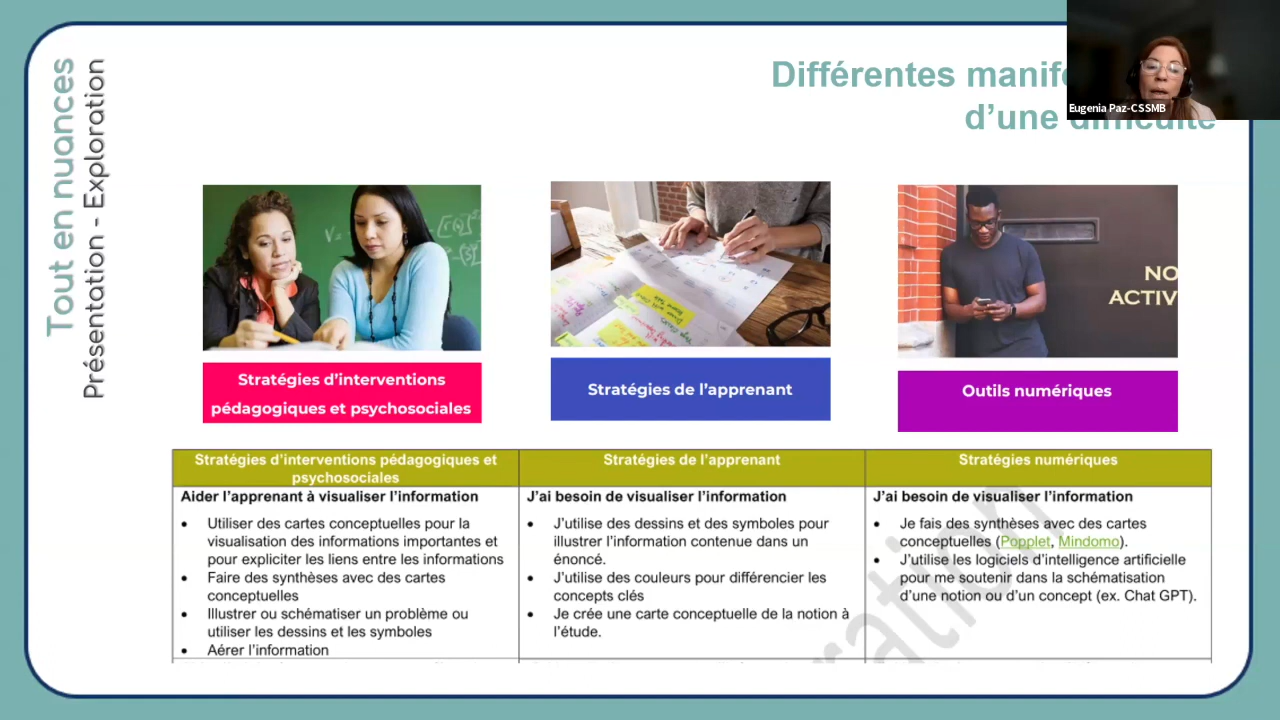 Tout en nuances
Présentation - Exploration
Différentes
d'une difficulté
Eugenia Paz-CSSMB
NO
ACTIV
Stratégies d'interventions
pédagogiques et psychosociales
Stratégies de l'apprenant
Outils numériques
Stratégies d'interventions pédagogiques et
psychosociales
Aider l'apprenant à visualiser l'information
• Utiliser des cartes conceptuelles pour la
visualisation des informations importantes et
pour expliciter les liens entre les informations
• Faire des synthèses avec des cartes
conceptuelles
• Illustrer ou schématiser un problème ou
utiliser les dessins et les symboles
• Aérer l'information
Stratégies de l'apprenant
J'ai besoin de visualiser l'information
• J'utilise des dessins et des symboles pour
illustrer l'information contenue dans un
énoncé.
• J'utilise des couleurs pour différencier les
concepts clés
• Je crée une carte conceptuelle de la notion à
l'étude.
Stratégies numériques
J'ai besoin de visualiser l'information
• Je fais des synthèses avec des cartes
conceptuelles (Popplet, Mindomo).
• J'utilise les logiciels d'intelligence artificielle
pour me soutenir dans la schématisation
d'une notion ou d'un concept (ex. Chat GPT).